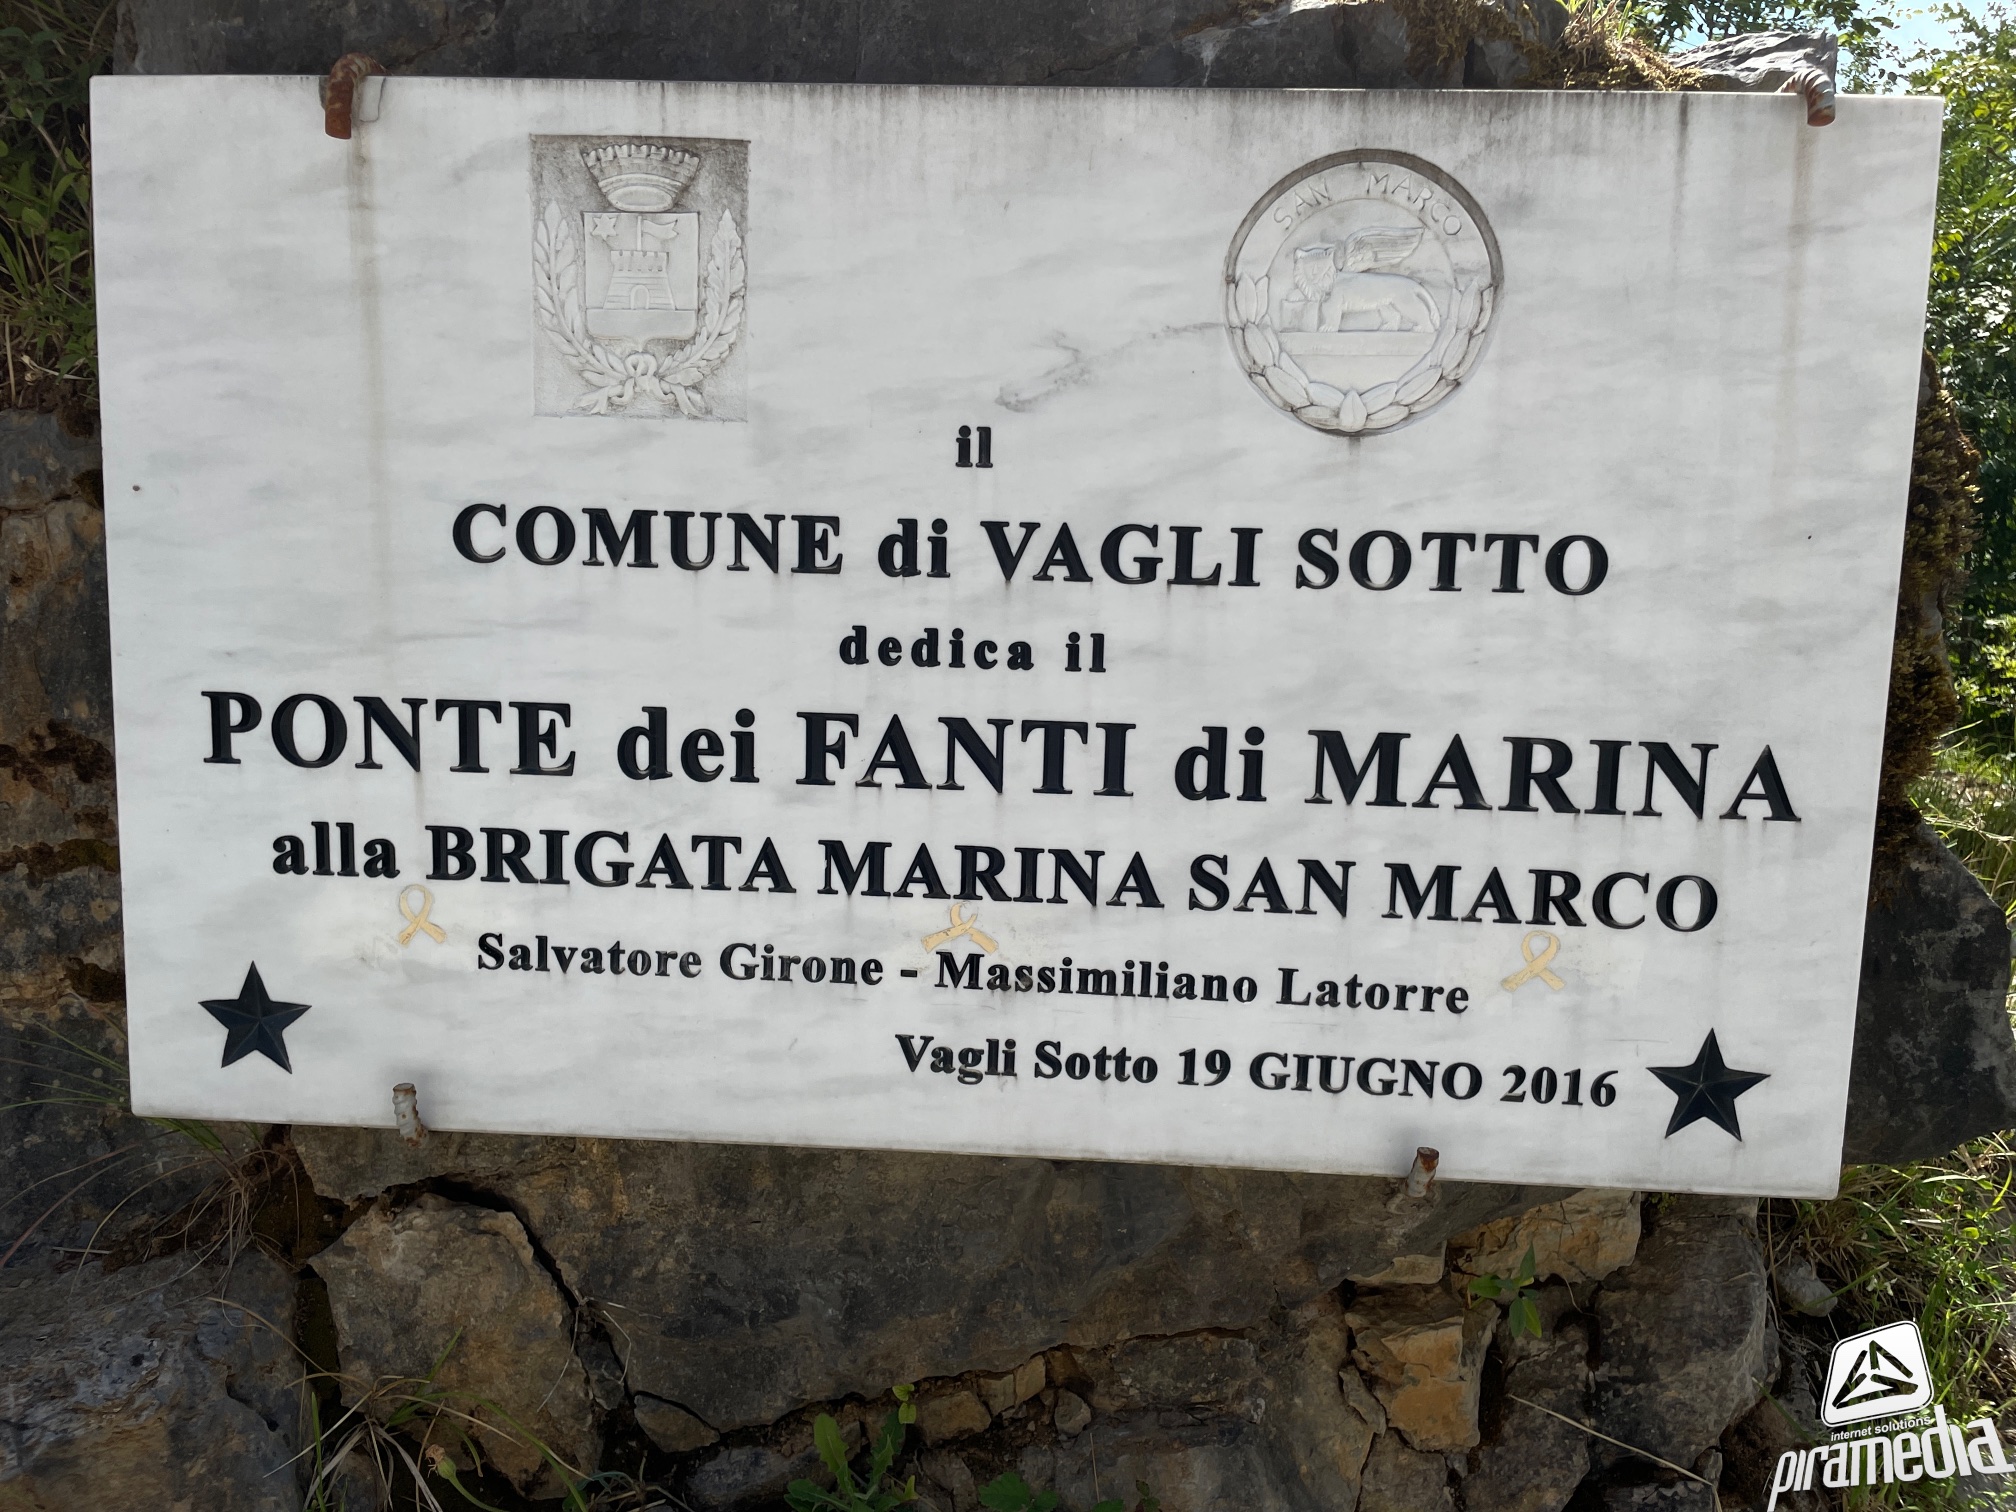 SAN MARCO
il
COMUNE di VAGLI SOTTO
dedica il
PONTE dei FANTI di MARINA
alla BRIGATA MARINA SAN MARCO
Salvatore Girone - Massimiliano Latorre
Vagli Sotto 19 GIUGNO 2016
internet solutions
piramedia